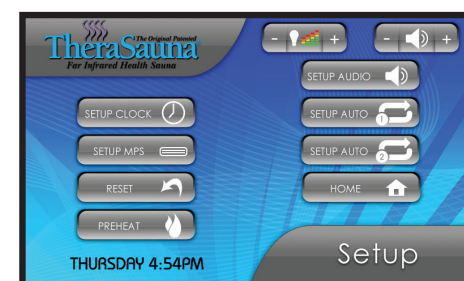 The Original Patented
TheraSauna®
Far Infrared Health Sauna
- +
- +
SETUP AUDIO
SETUP CLOCK
SETUP AUTO 1
SETUP MPS
SETUP AUTO 2
RESET
HOME
PREHEAT
Setup
THURSDAY 4:54PM